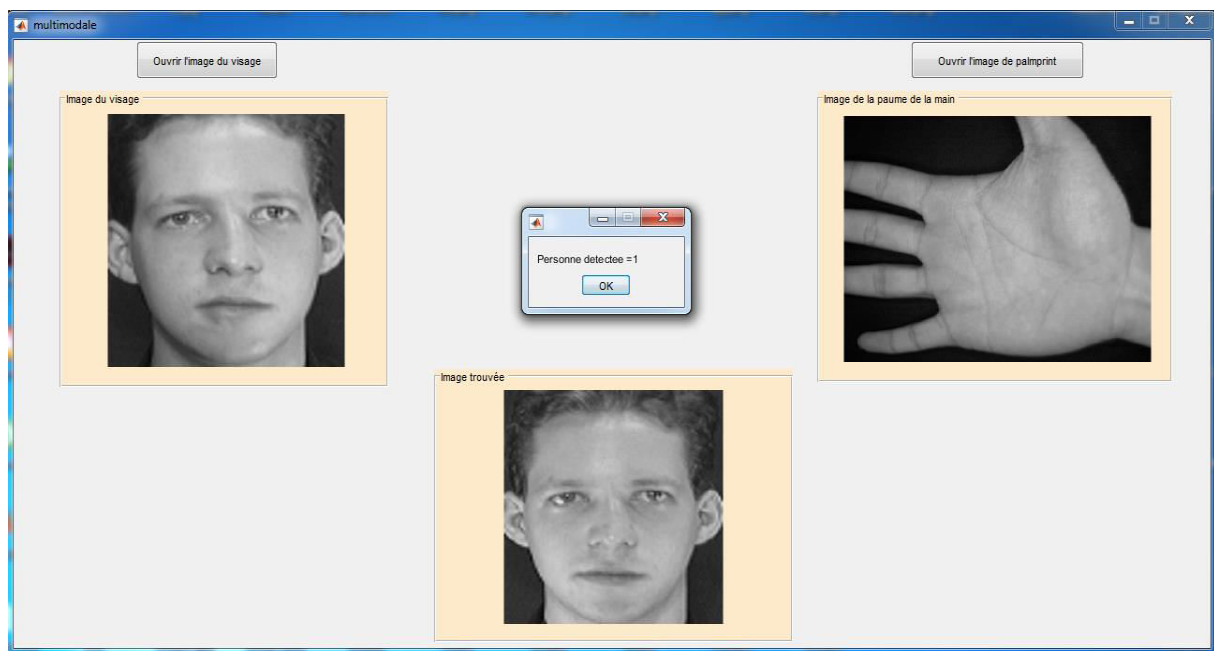 multimodale
Ouvrir l'image du visage
Ouvrir l'image de palmprint
Image du visage
Image de la paume de la main
Personne detectee =1
OK
Image trouvée